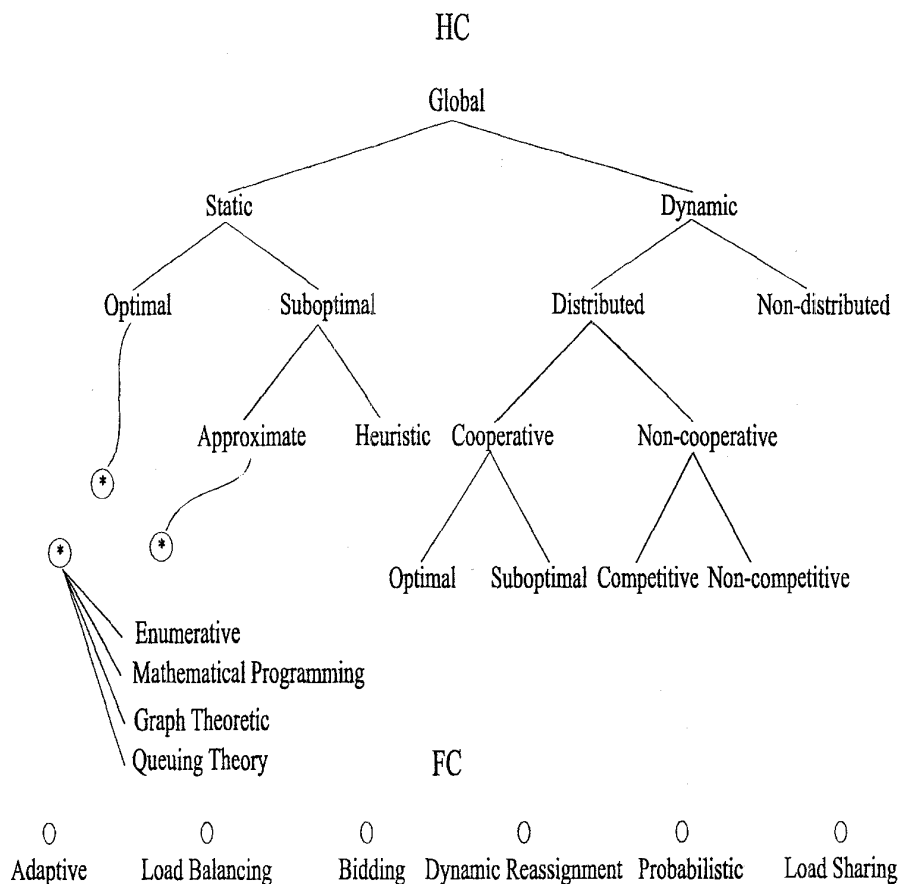 HC
Global
Static Dynamic
Optimal Suboptimal Distributed Non-distributed
Approximate Heuristic Cooperative Non-cooperative
*
* *
Optimal Suboptimal Competitive Non-competitive
Enumerative
Mathematical Programming
Graph Theoretic
Queuing Theory
FC
Adaptive Load Balancing Bidding Dynamic Reassignment Probabilistic Load Sharing